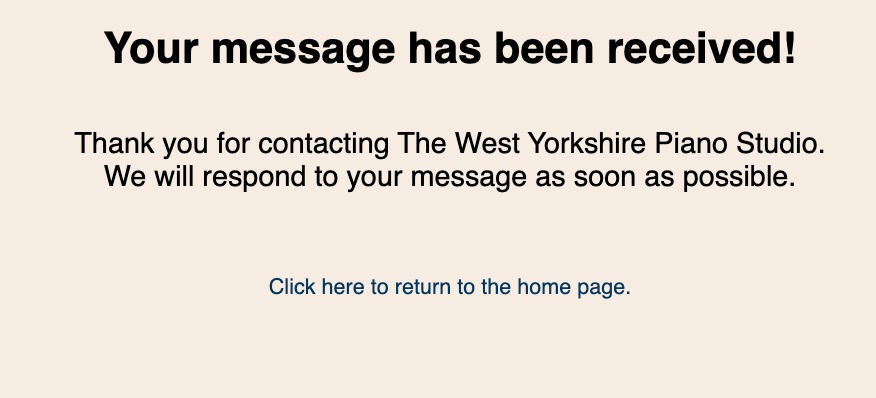 Your message has been received!
Thank you for contacting The West Yorkshire Piano Studio.
We will respond to your message as soon as possible.
Click here to return to the home page.